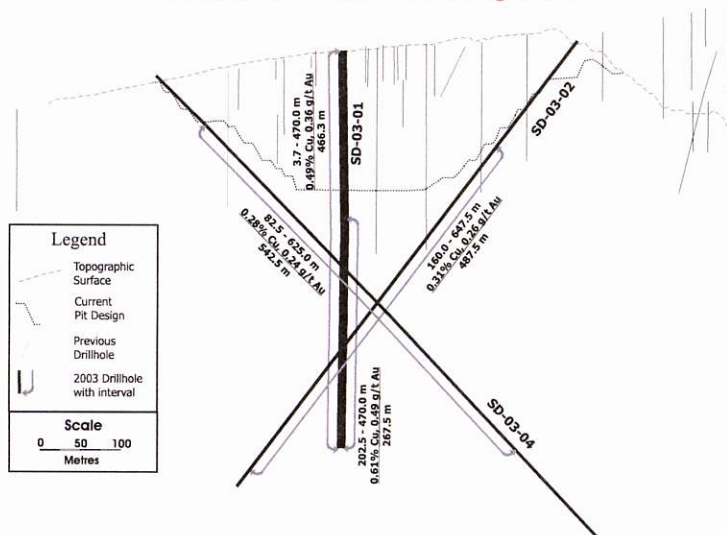 3.7 - 470.0 m
0.49% Cu, 0.36 g/t Au
466.3 m
SD-03-01
SD-03-02
82.5 - 625.0 m
0.28% Cu, 0.24 g/t Au
542.5 m
160.0 - 647.5 m
0.31% Cu, 0.26 g/t Au
487.5 m
202.5 - 470.0 m
0.61% Cu, 0.49 g/t Au
267.5 m
SD-03-04
Legend
Topographic
Surface
Current
Pit Design
Previous
Drillhole
2003 Drillhole
with interval
Scale
0 50 100
Metres